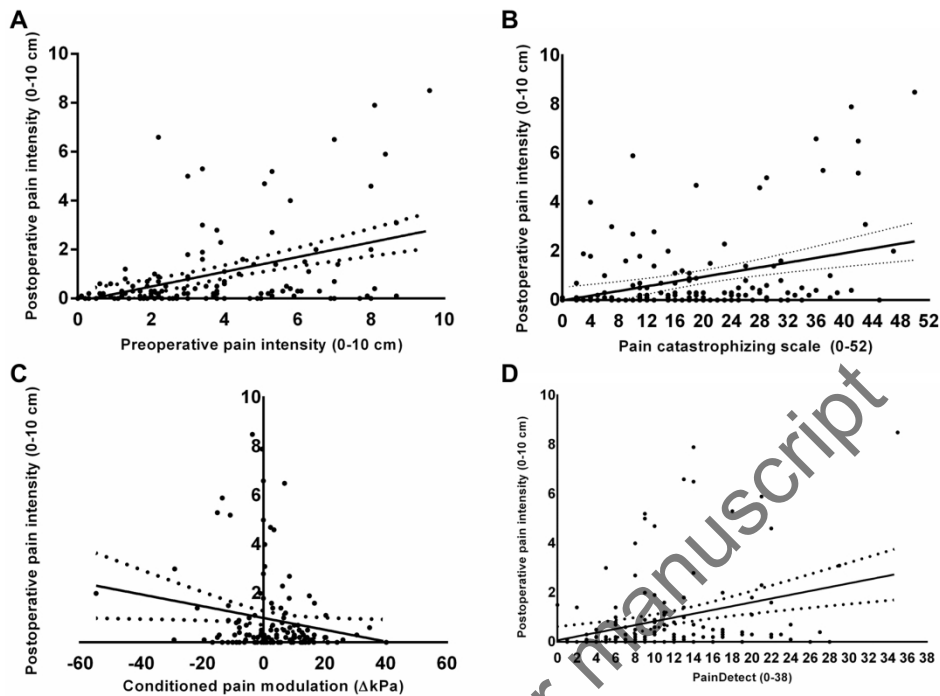 A
Postoperative pain intensity (0-10 cm)
10
8
6
4
2
0
0 2 4 6 8 10
Preoperative pain intensity (0-10 cm)
B
Postoperative pain intensity (0-10 cm)
10
8
6
4
2
0
0 4 8 12 16 20 24 28 32 36 40 44 48 52
Pain catastrophizing scale (0-52)
C
Postoperative pain intensity (0-10 cm)
10
8
6
4
2
-60 -40 -20 0 20 40 60
Conditioned pain modulation (ΔkPa)
D
Postoperative pain intensity (0-10 cm)
10
8
6
4
2
0
0 2 4 6 8 10 12 14 16 18 20 22 24 26 28 30 32 34 36 38
PainDetect (0-38)
manuscript